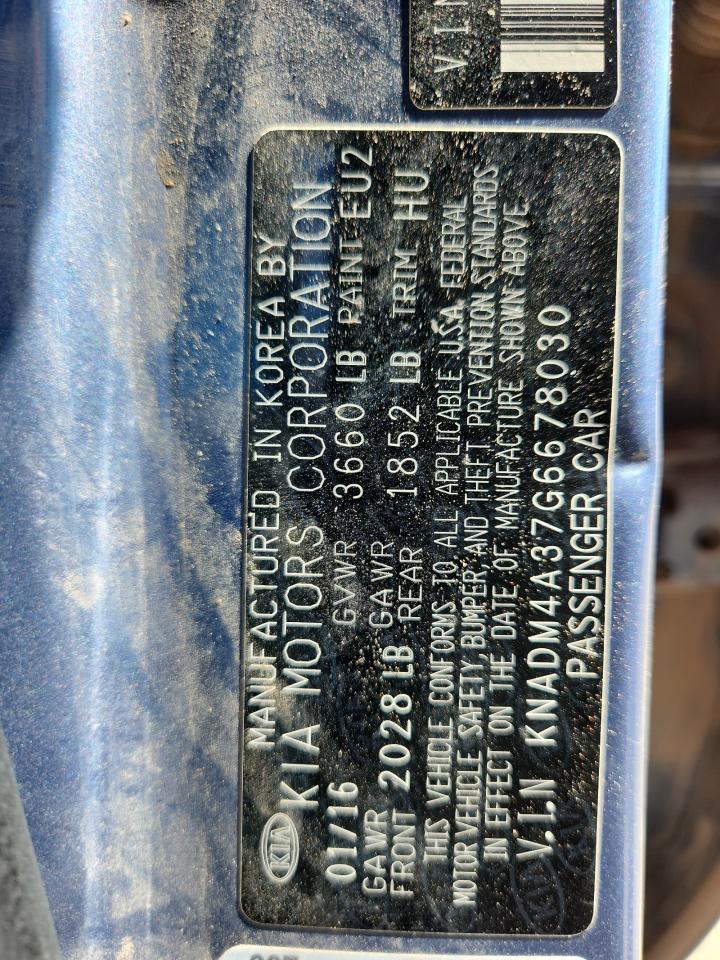 MANUFACTURED IN KOREA BY
KIA KIA MOTORS CORPORATION
01/16 GVWR 3660 LB PAINT EU2
GAWR FRONT 2028 LB GAWR REAR 1852 LB TRIM HU
THIS VEHICLE CONFORMS TO ALL APPLICABLE U.S.A. FEDERAL
MOTOR VEHICLE SAFETY, BUMPER, AND THEFT PREVENTION STANDARDS
IN EFFECT ON THE DATE OF MANUFACTURE SHOWN ABOVE.
V.I.N KNADM4A37G6678030
PASSENGER CAR
V.I.N